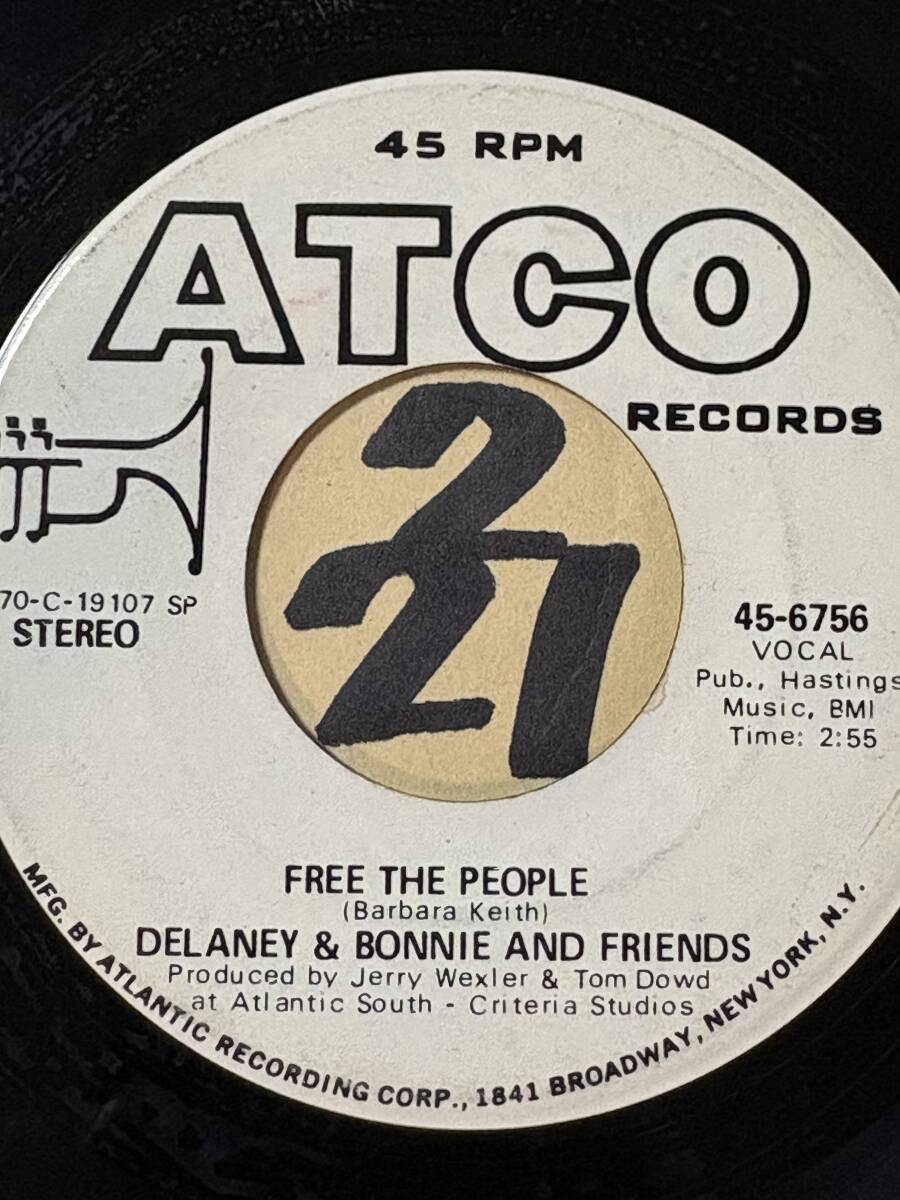 45 RPM
ATCO
RECORDS
2
27
70-C-19107 SP
STEREO
45-6756
VOCAL
Pub., Hastings
Music, BMI
Time: 2:55
FREE THE PEOPLE
(Barbara Keith)
DELANEY & BONNIE AND FRIENDS
Produced by Jerry Wexler & Tom Dowd
at Atlantic South - Criteria Studios
MFG. BY ATLANTIC RECORDING CORP., 1841 BROADWAY, NEW YORK, N.Y.